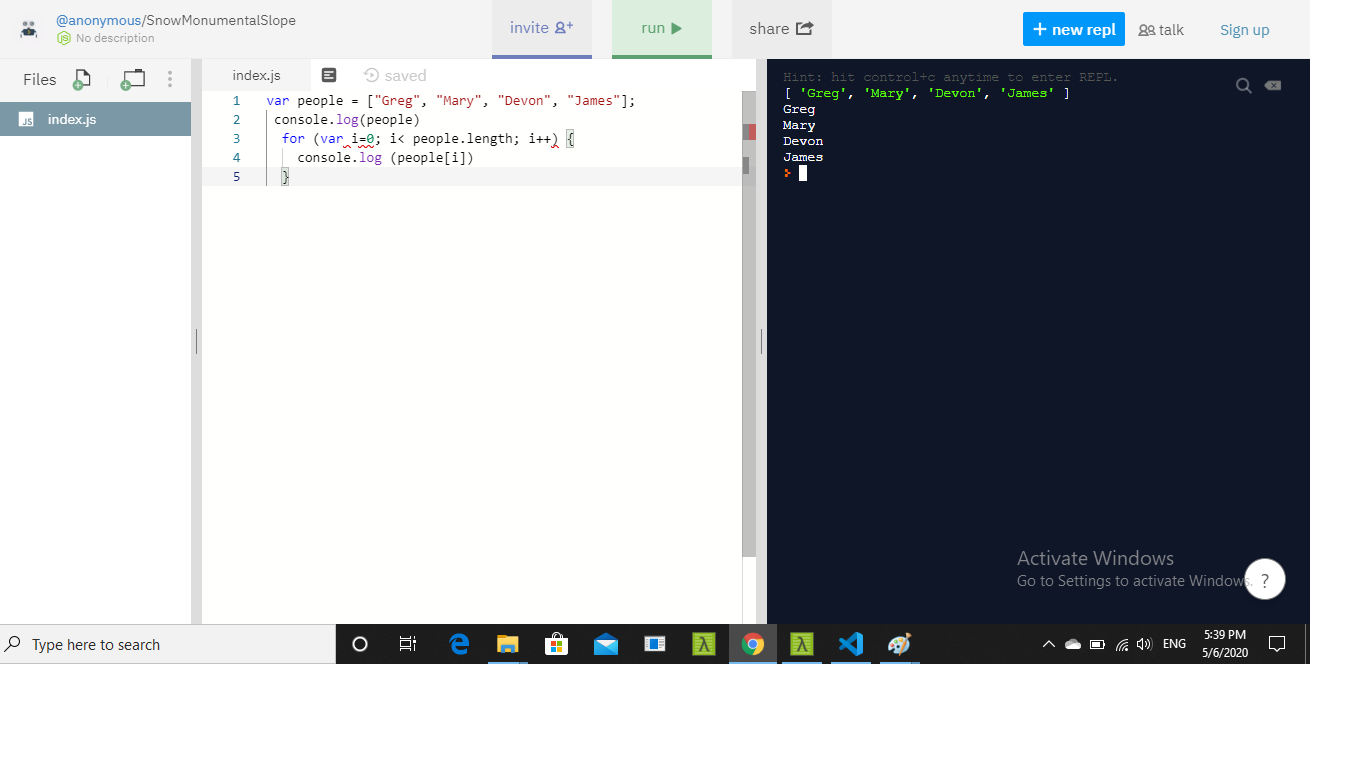 @anonymous/SnowMonumentalSlope
No description
invite
run
share
+ new repl
talk
Sign up
Files
index.js
saved
index.js
JS
1 var people = ["Greg", "Mary", "Devon", "James"];
2 console.log(people)
3 for (var i=0; i< people.length; i++) {
4 console.log (people[i])
5 }
Hint: hit control+c anytime to enter REPL.
[ 'Greg', 'Mary', 'Devon', 'James' ]
Greg
Mary
Devon
James
>
Activate Windows
Go to Settings to activate Windows.
?
Type here to search
ENG
5:39 PM
5/6/2020